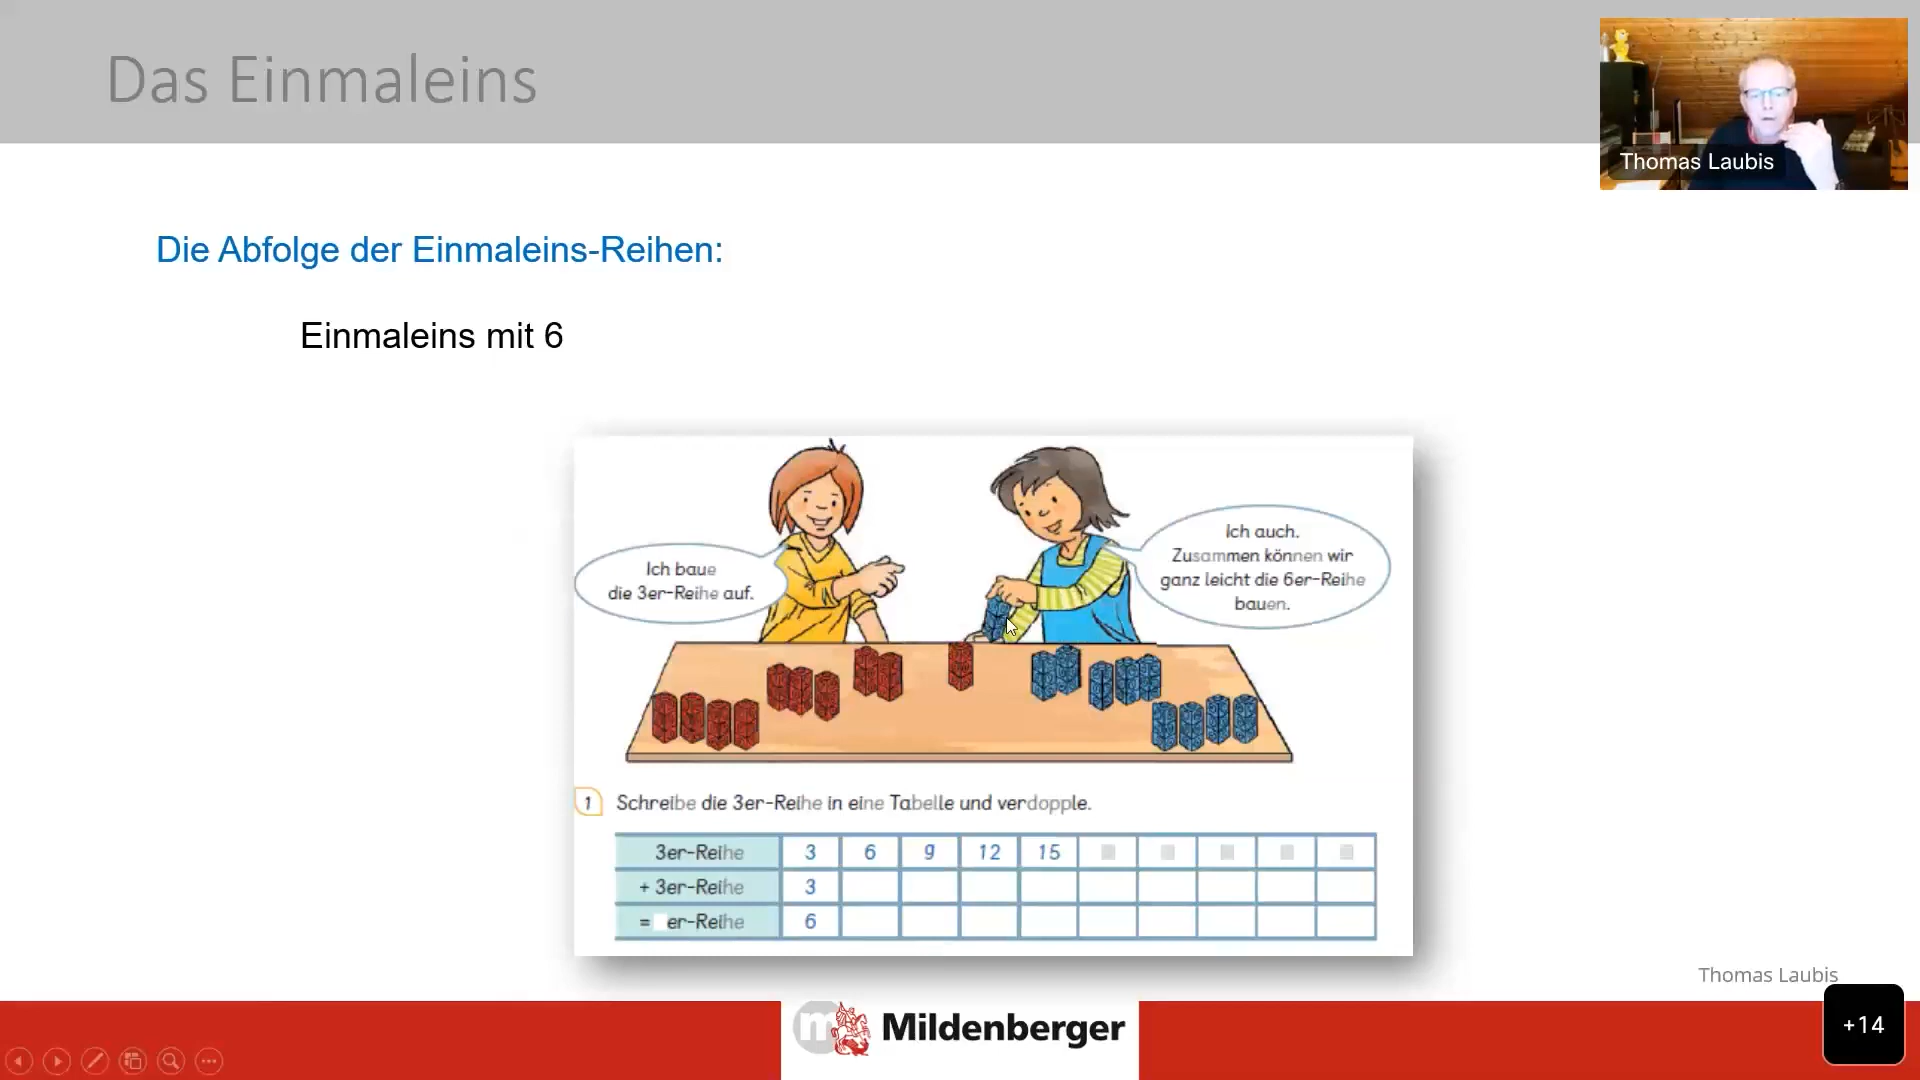 Das Einmaleins
Thomas Laubis
Die Abfolge der Einmaleins-Reihen:
Einmaleins mit 6
Ich baue
die 3er-Reihe auf.
Ich auch.
Zusammen können wir
ganz leicht die 6er-Reihe
bauen.
1 Schreibe die 3er-Reihe in eine Tabelle und verdopple.
3er-Reihe 3 6 9 12 15
+ 3er-Reihe 3
= er-Reihe 6
Thomas Laubis
m Mildenberger
+14